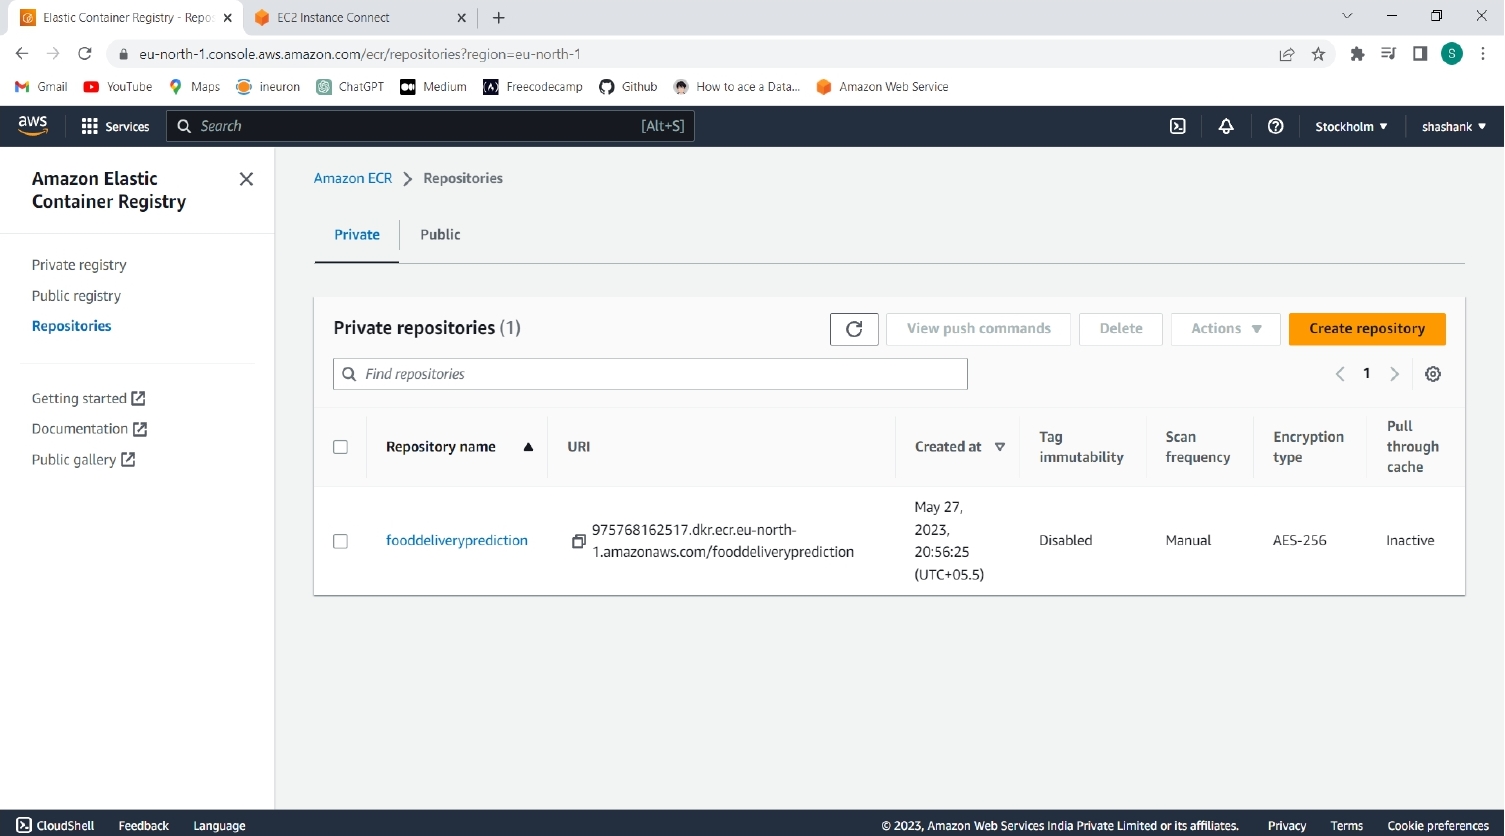 Elastic Container Registry - Repos
EC2 Instance Connect
eu-north-1.console.aws.amazon.com/ecr/repositories?region=eu-north-1
S
Gmail
YouTube
Maps
ineuron
ChatGPT
Medium
Freecodecamp
Github
How to ace a Data...
Amazon Web Service
aws
Services
Search
[Alt+S]
Stockholm
shashank
Amazon Elastic
Container Registry
Private registry
Public registry
Repositories
Getting started
Documentation
Public gallery
Amazon ECR
Repositories
Private
Public
Private repositories (1)
View push commands
Delete
Actions
Create repository
Find repositories
1
Repository name
URI
Created at
Tag
immutability
Scan
frequency
Encryption
type
Pull
through
cache
fooddeliveryprediction
975768162517.dkr.ecr.eu-north-
1.amazonaws.com/fooddeliveryprediction
May 27,
2023,
20:56:25
(UTC+05.5)
Disabled
Manual
AES-256
Inactive
CloudShell
Feedback
Language
© 2023, Amazon Web Services India Private Limited or its affiliates.
Privacy
Terms
Cookie preferences